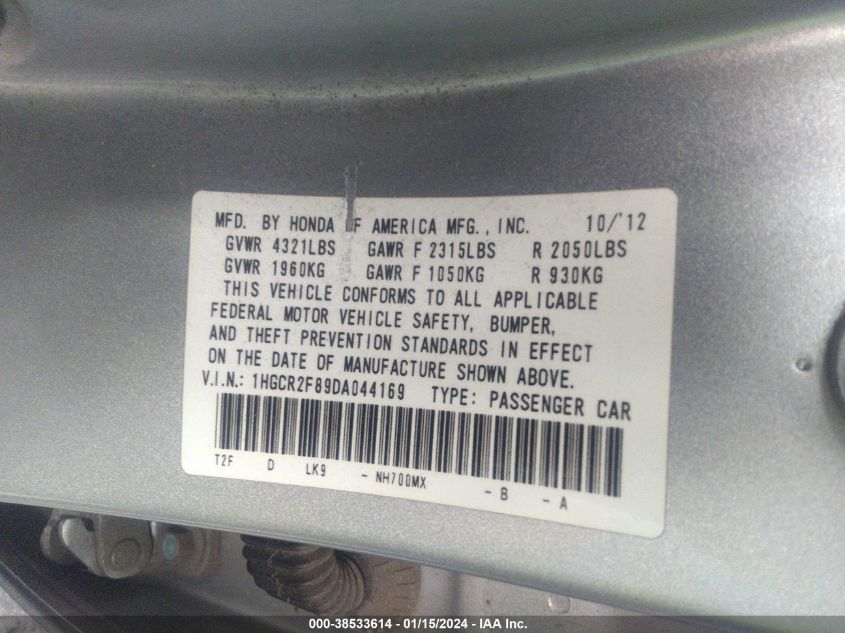 MFD. BY HONDA OF AMERICA MFG., INC. 10/'12
GVWR 4321LBS GAWR F 2315LBS R 2050LBS
GVWR 1960KG GAWR F 1050KG R 930KG
THIS VEHICLE CONFORMS TO ALL APPLICABLE
FEDERAL MOTOR VEHICLE SAFETY, BUMPER,
AND THEFT PREVENTION STANDARDS IN EFFECT
ON THE DATE OF MANUFACTURE SHOWN ABOVE.
V.I.N.: 1HGCR2F89DA044169 TYPE: PASSENGER CAR
T2F D LK9 - NH700MX - B - A
000-38533614 - 01/15/2024 - IAA Inc.